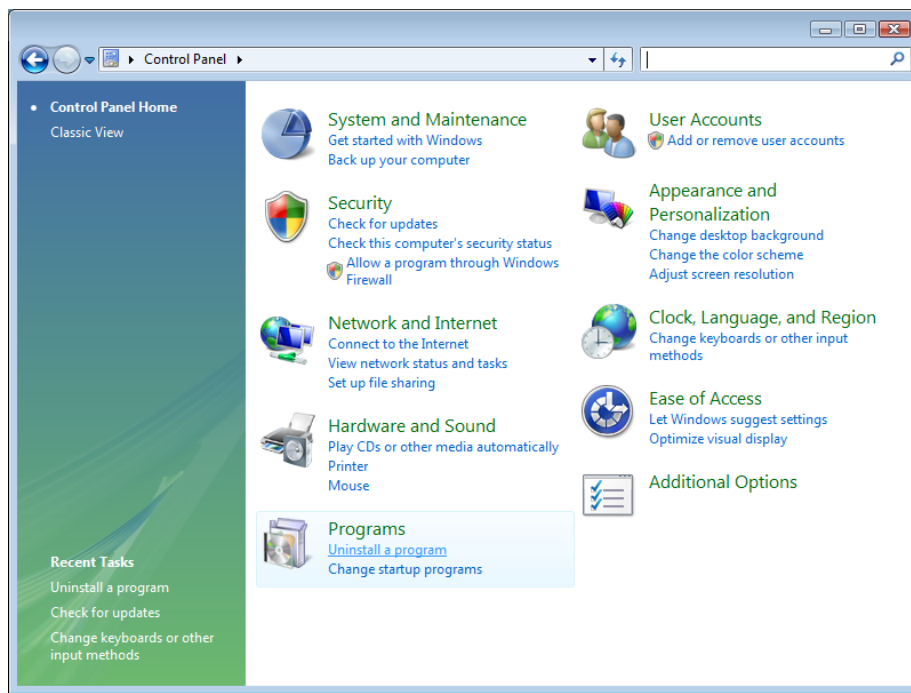 Control Panel
Control Panel Home
Classic View
System and Maintenance
Get started with Windows
Back up your computer
Security
Check for updates
Check this computer's security status
Allow a program through Windows
Firewall
Network and Internet
Connect to the Internet
View network status and tasks
Set up file sharing
Hardware and Sound
Play CDs or other media automatically
Printer
Mouse
Programs
Uninstall a program
Change startup programs
User Accounts
Add or remove user accounts
Appearance and
Personalization
Change desktop background
Change the color scheme
Adjust screen resolution
Clock, Language, and Region
Change keyboards or other input
methods
Ease of Access
Let Windows suggest settings
Optimize visual display
Additional Options
Recent Tasks
Uninstall a program
Check for updates
Change keyboards or other
input methods